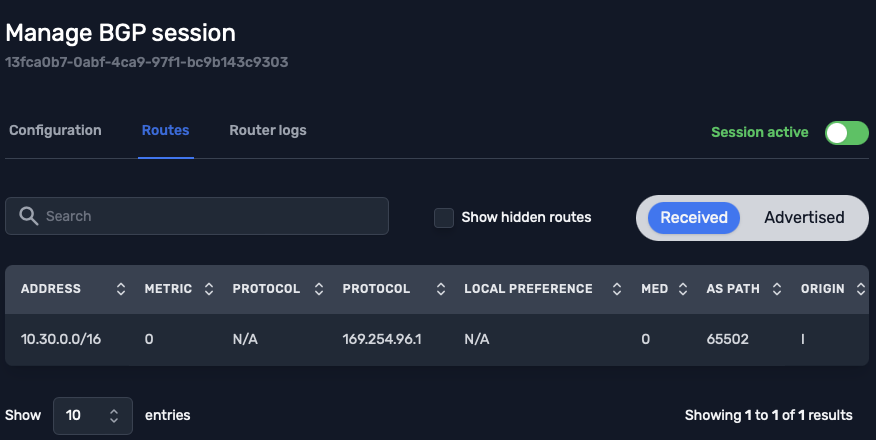 Manage BGP session
13fca0b7-0abf-4ca9-97f1-bc9b143c9303
Configuration Routes Router logs Session active
Search Show hidden routes Received Advertised
ADDRESS METRIC PROTOCOL PROTOCOL LOCAL PREFERENCE MED AS PATH ORIGIN
10.30.0.0/16 0 N/A 169.254.96.1 N/A 0 65502 I
Show 10 entries Showing 1 to 1 of 1 results